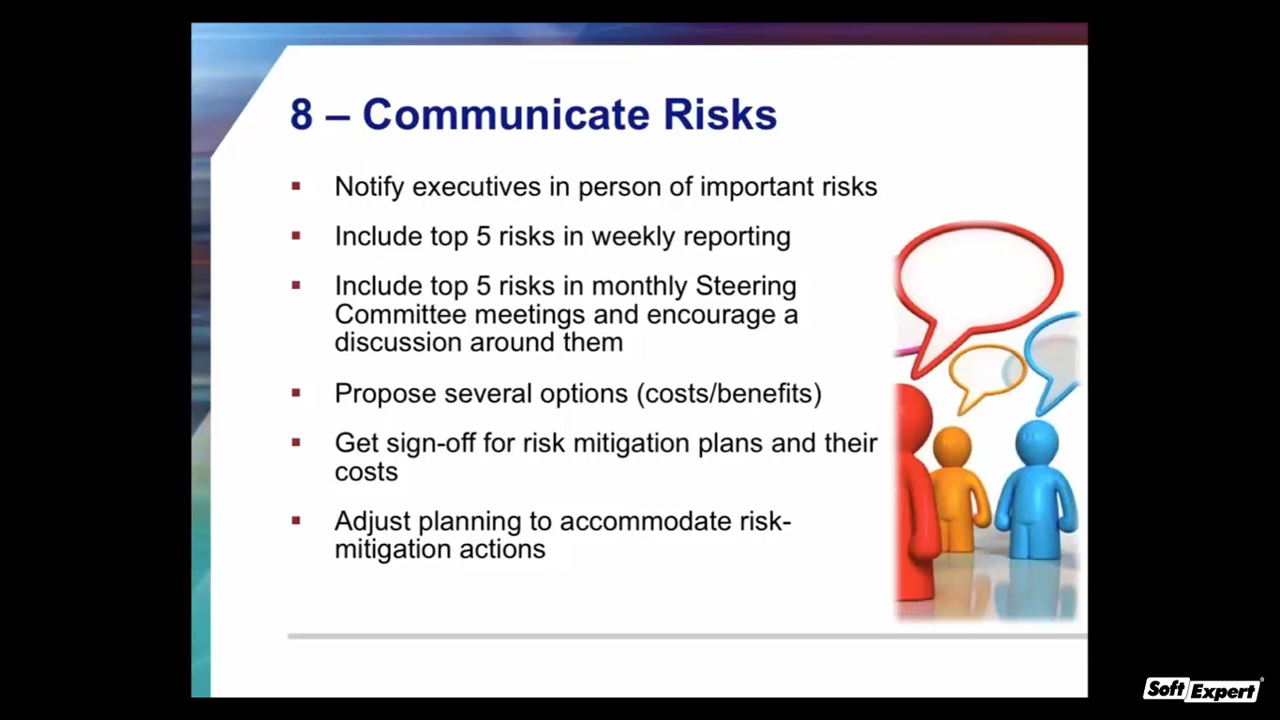 8 – Communicate Risks
Notify executives in person of important risks
Include top 5 risks in weekly reporting
Include top 5 risks in monthly Steering
Committee meetings and encourage a
discussion around them
Propose several options (costs/benefits)
Get sign-off for risk mitigation plans and their
costs
Adjust planning to accommodate risk-
mitigation actions
SoftExpert®